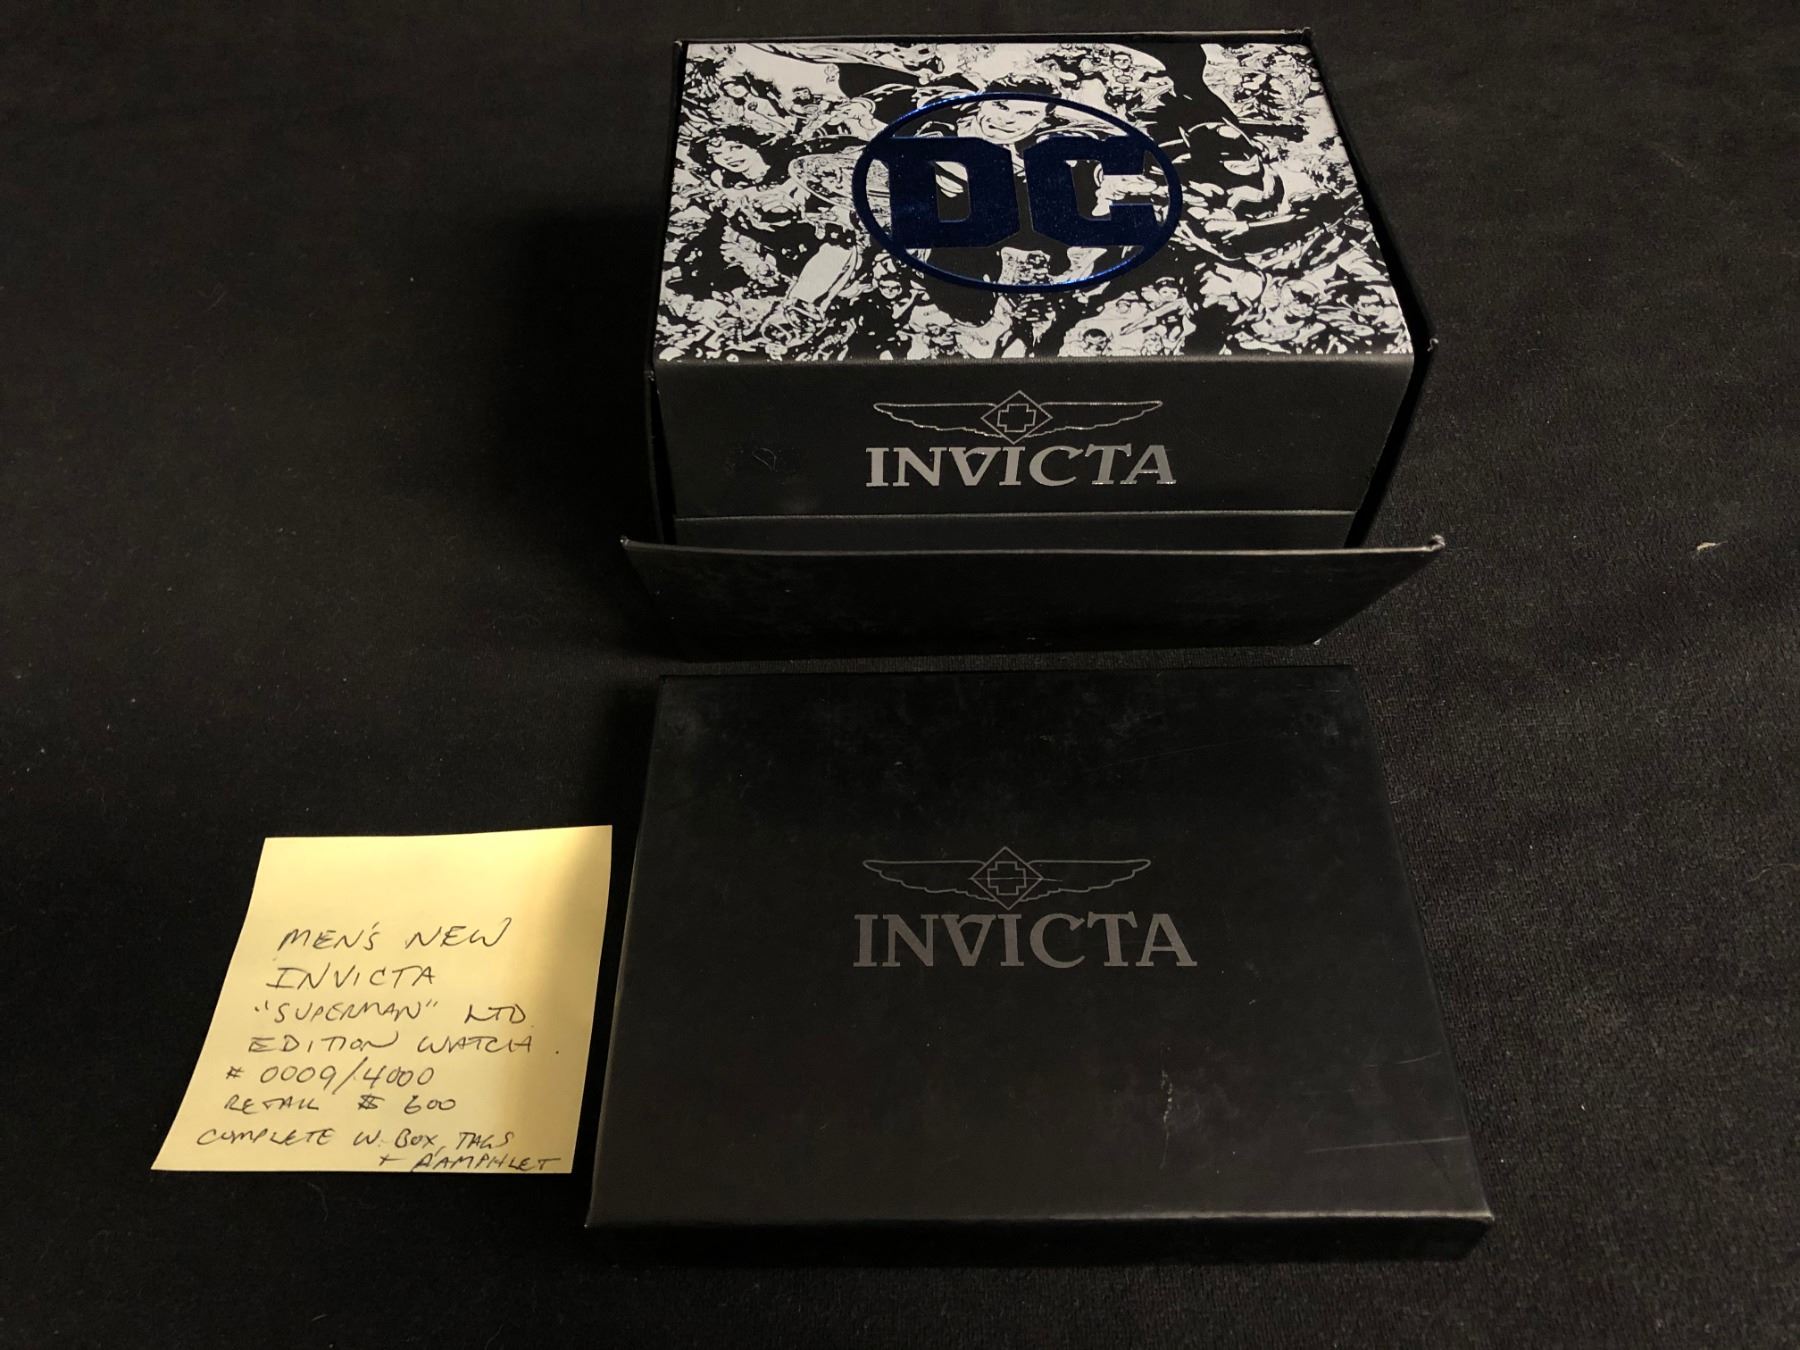 DC
INVICTA
INVICTA
MEN'S NEW
INVICTA
"SUPERMAN" LTD.
EDITION WATCH.
# 0009/4000
RETAIL $ 600
COMPLETE W. BOX, TAGS
+ PAMPHLET